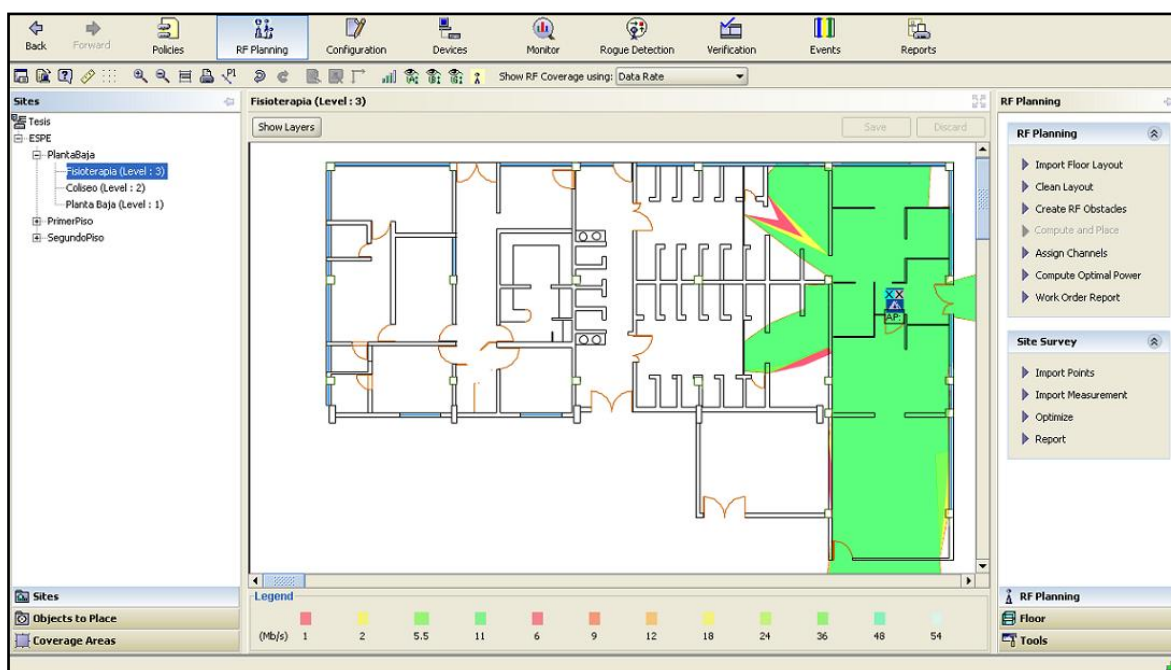 Back
Forward
Policies
RF Planning
Configuration
Devices
Monitor
Rogue Detection
Verification
Events
Reports
Show RF Coverage using: Data Rate
Sites
Tesis
ESPE
PlantaBaja
Fisioterapia (Level : 3)
Coliseo (Level : 2)
Planta Baja (Level : 1)
PrimerPiso
SegundoPiso
Sites
Objects to Place
Coverage Areas
Fisioterapia (Level : 3)
Show Layers
Save
Discard
AP:
Legend
(Mb/s) 1 2 5.5 11 6 9 12 18 24 36 48 54
RF Planning
RF Planning
Import Floor Layout
Clean Layout
Create RF Obstacles
Compute and Place
Assign Channels
Compute Optimal Power
Work Order Report
Site Survey
Import Points
Import Measurement
Optimize
Report
RF Planning
Floor
Tools